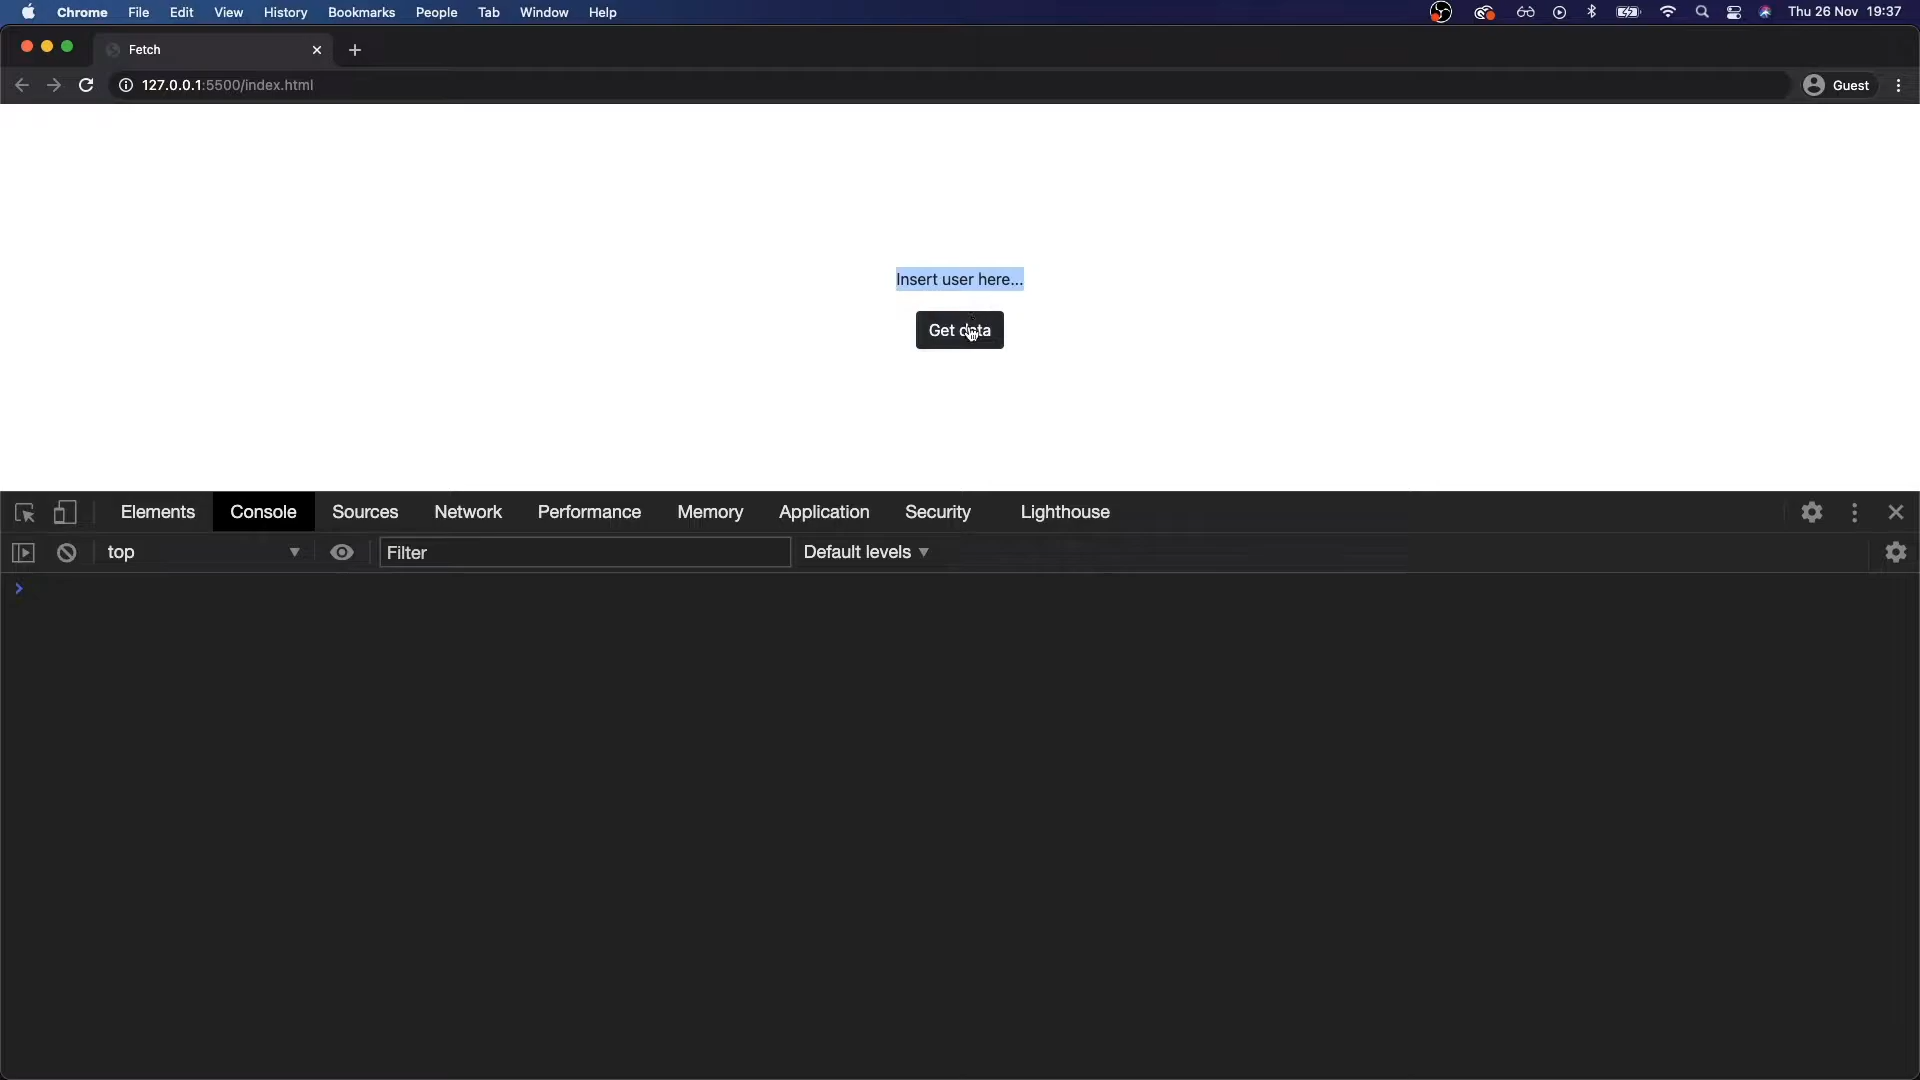 Chrome File Edit View History Bookmarks People Tab Window Help Thu 26 Nov 19:37
Fetch
127.0.0.1:5500/index.html Guest
Insert user here...
Get data
Elements Console Sources Network Performance Memory Application Security Lighthouse
top Filter Default levels